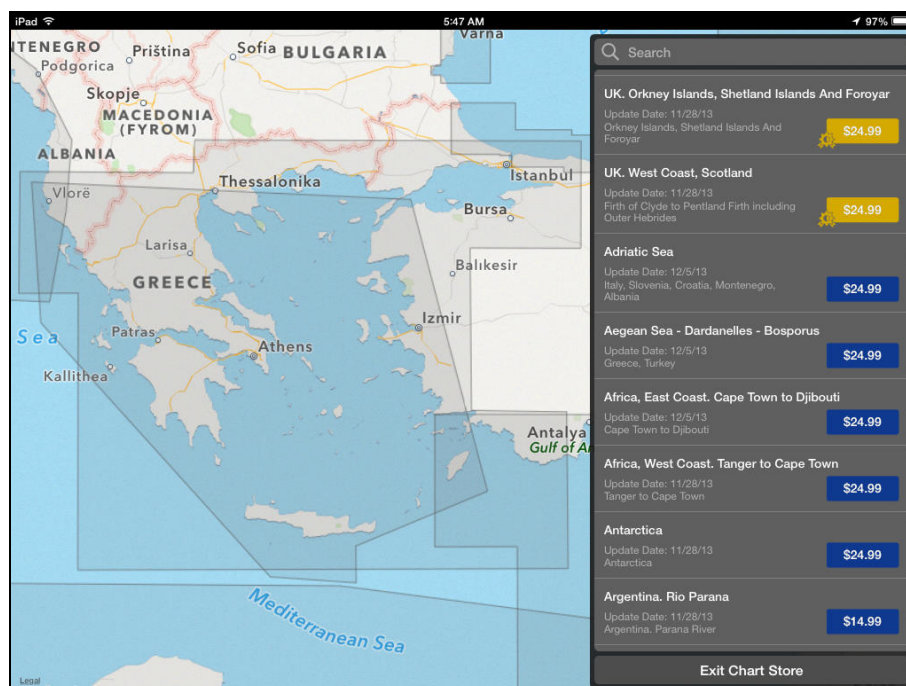 iPad
5:47 AM
97%
NTENEGRO
Podgorica
Priština
Sofia
BULGARIA
Varna
Skopje
MACEDONIA
(FYROM)
ALBANIA
Vlorë
Thessalonika
Istanbul
Bursa
Larisa
GREECE
Balıkesir
Izmir
Patras
Athens
Sea
Kallithea
Antalya
Gulf of
Mediterranean Sea
Legal
Search
UK. Orkney Islands, Shetland Islands And Foroyar
Update Date: 11/28/13
Orkney Islands, Shetland Islands And
Foroyar
$24.99
UK. West Coast, Scotland
Update Date: 11/28/13
Firth of Clyde to Pentland Firth including
Outer Hebrides
$24.99
Adriatic Sea
Update Date: 12/5/13
Italy, Slovenia, Croatia, Montenegro,
Albania
$24.99
Aegean Sea - Dardanelles - Bosporus
Update Date: 12/5/13
Greece, Turkey
$24.99
Africa, East Coast. Cape Town to Djibouti
Update Date: 12/5/13
Cape Town to Djibouti
$24.99
Africa, West Coast. Tanger to Cape Town
Update Date: 11/28/13
Tanger to Cape Town
$24.99
Antarctica
Update Date: 11/28/13
Antarctica
$24.99
Argentina. Rio Parana
Update Date: 11/28/13
Argentina. Parana River
$14.99
Exit Chart Store